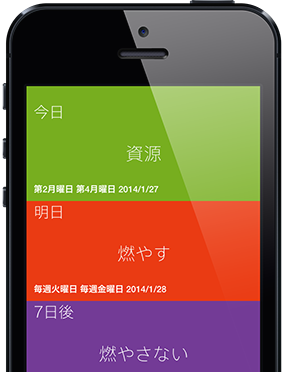 今日
資源
第2月曜日 第4月曜日 2014/1/27
明日
燃やす
毎週火曜日 毎週金曜日 2014/1/28
7日後
燃やさない